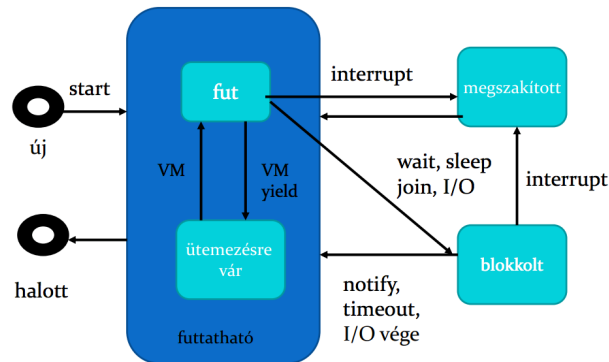 start
új
fut
interrupt
megszakított
VM
VM
yield
wait, sleep
join, I/O
interrupt
ütemezésre
vár
blokkolt
halott
notify,
timeout,
I/O vége
futtatható